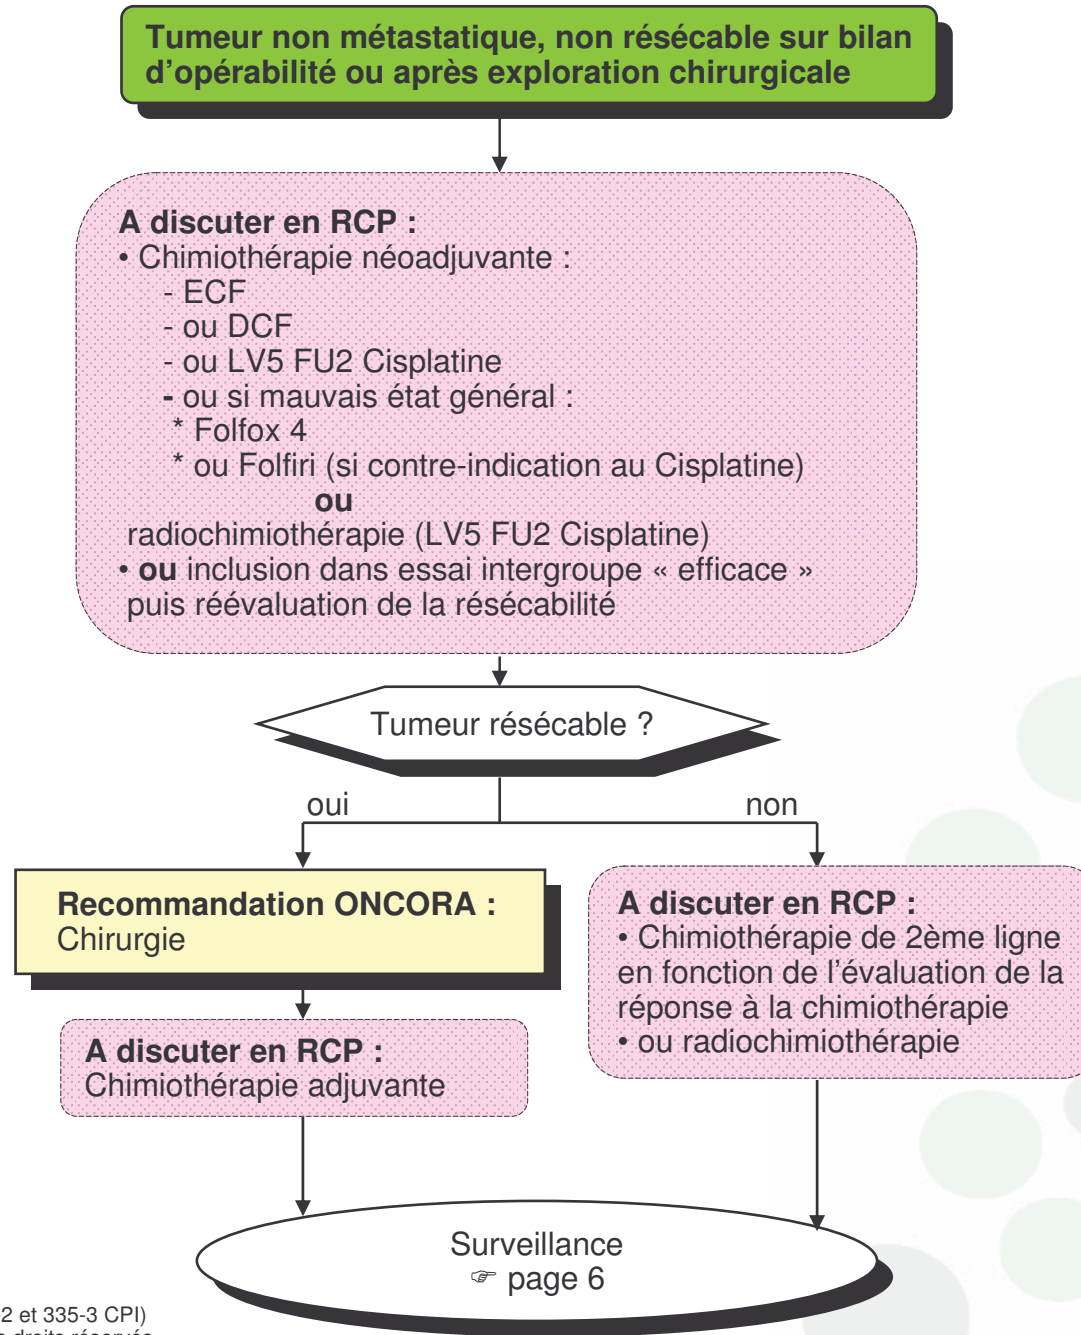 Tumeur non métastatique, non résécable sur bilan
d'opérabilité ou après exploration chirurgicale
A discuter en RCP :
• Chimiothérapie néoadjuvante :
- ECF
- ou DCF
- ou LV5 FU2 Cisplatine
- ou si mauvais état général :
* Folfox 4
* ou Folfiri (si contre-indication au Cisplatine)
ou
radiochimiothérapie (LV5 FU2 Cisplatine)
• ou inclusion dans essai intergroupe « efficace »
puis réévaluation de la résécabilité
Tumeur résécable ?
oui
non
Recommandation ONCORA :
Chirurgie
A discuter en RCP :
Chimiothérapie adjuvante
A discuter en RCP :
• Chimiothérapie de 2ème ligne
en fonction de l'évaluation de la
réponse à la chimiothérapie
• ou radiochimiothérapie
Surveillance
☞ page 6
2 et 335-3 CPI)
droits réservés